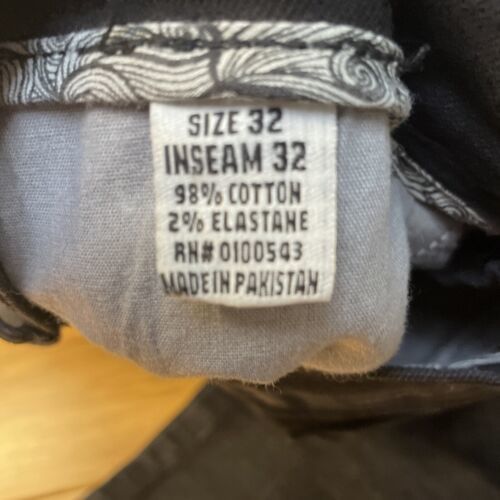 SIZE 32
INSEAM 32
98% COTTON
2% ELASTANE
RN# 0100543
MADE IN PAKISTAN